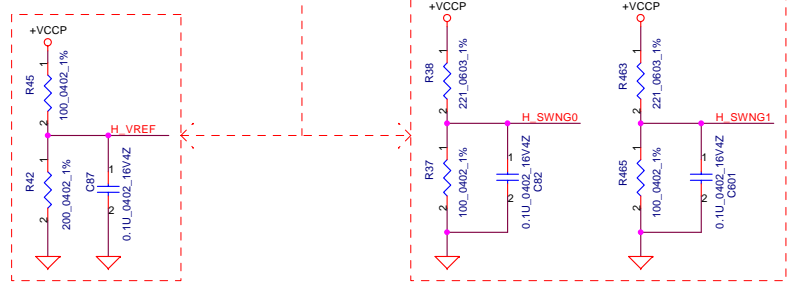 +VCCP
1
R45
100_0402_1%
2
H_VREF
1
R42
200_0402_1%
2
1
C87
2
0.1U_0402_16V4Z
+VCCP
1
R38
221_0603_1%
2
H_SWNG0
1
R37
100_0402_1%
2
1
2
0.1U_0402_16V4Z
C82
+VCCP
1
R463
221_0603_1%
2
H_SWNG1
1
R465
100_0402_1%
2
1
2
0.1U_0402_16V4Z
C601